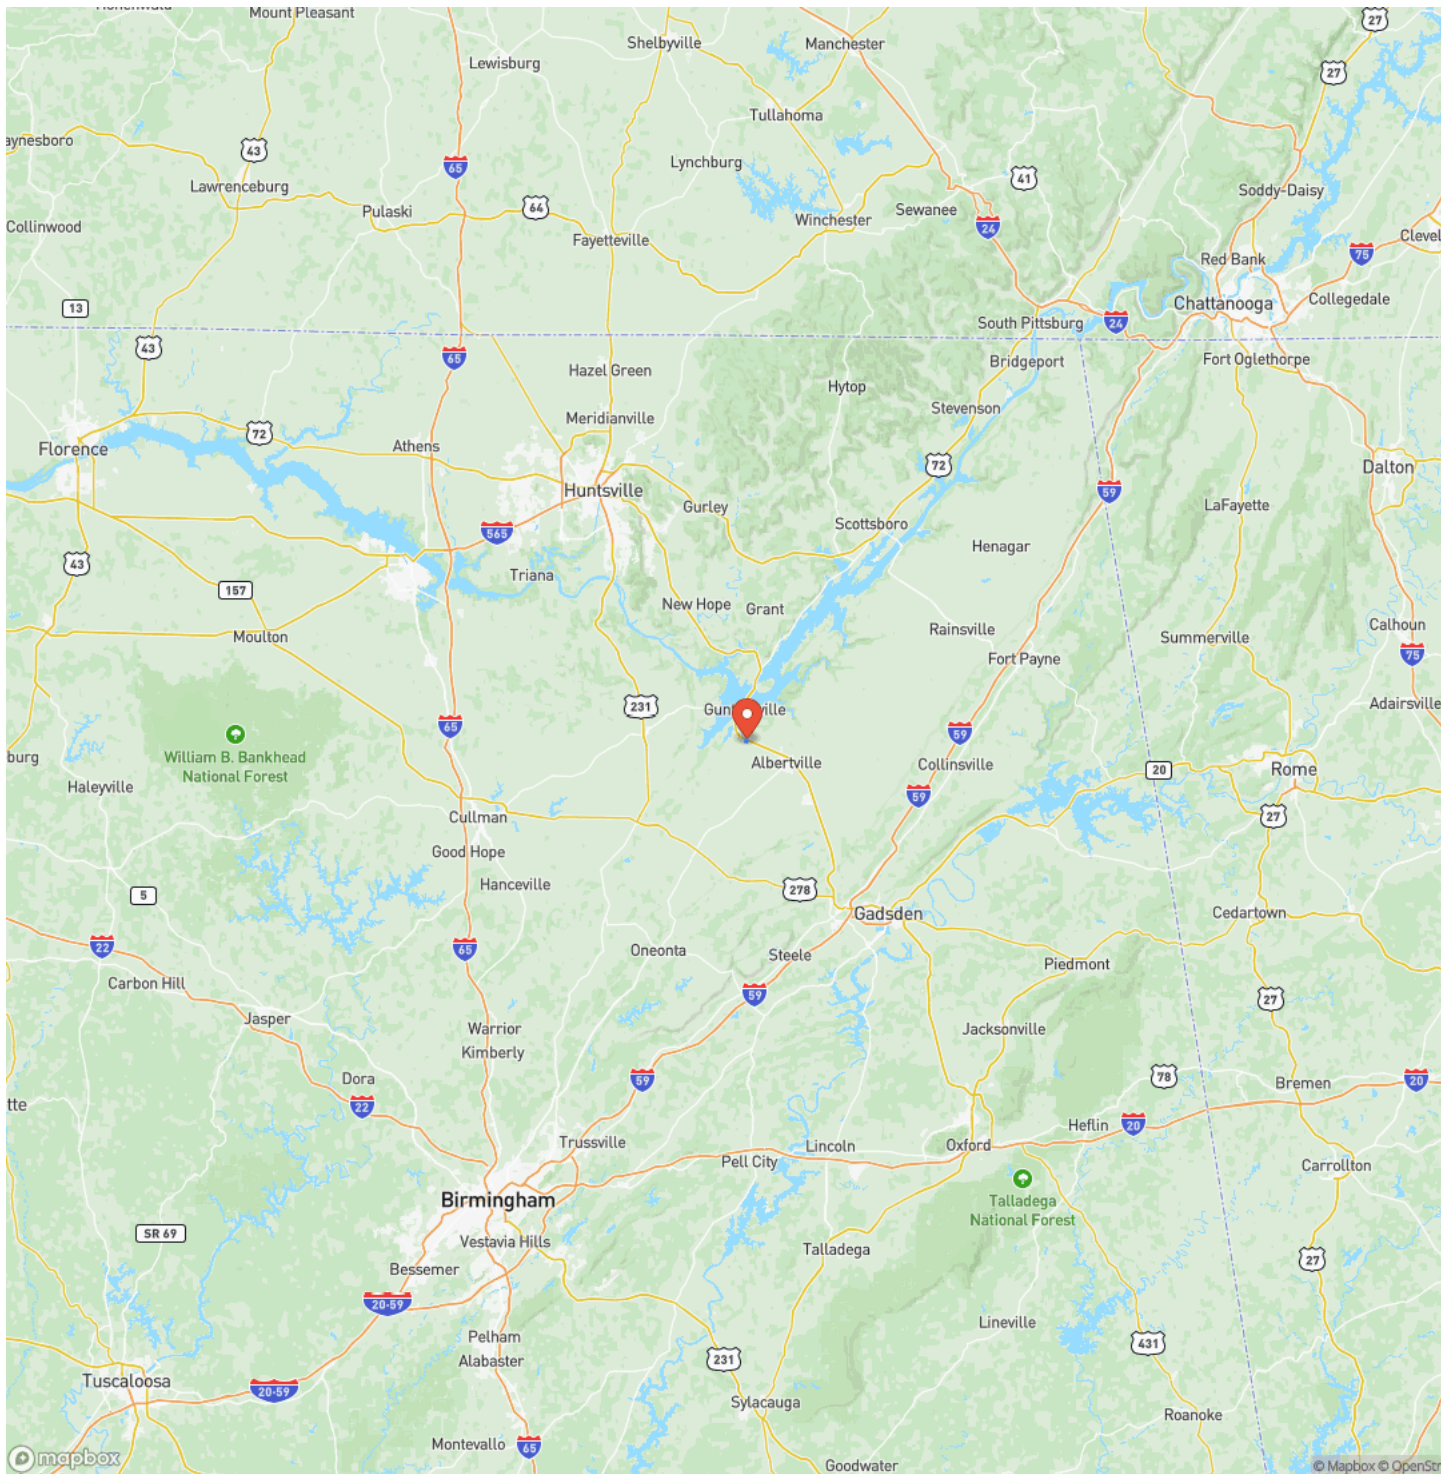 Hohenwald
Mount Pleasant
Shelbyville
Manchester
27
Lewisburg
27
Tullahoma
aynesboro
43
65
Lynchburg
41
Lawrenceburg
Pulaski
64
Soddy-Daisy
Collinwood
Fayetteville
Winchester
Sewanee
24
Clevel
75
Red Bank
13
Chattanooga
Collegedale
South Pittsburg
24
43
65
Bridgeport
Fort Oglethorpe
Hazel Green
Hytop
Meridianville
Stevenson
72
Florence
Athens
72
Dalton
Huntsville
59
Gurley
LaFayette
Scottsboro
565
Henagar
43
Triana
157
New Hope
Grant
Moulton
Rainsville
Summerville
Calhoun
Fort Payne
75
231
Adairsville
65
59
William B. Bankhead
National Forest
burg
Albertville
Collinsville
20
Rome
Haleyville
59
Cullman
27
Good Hope
Hanceville
278
5
Gadsden
Cedartown
22
65
Oneonta
Steele
Piedmont
Carbon Hill
59
27
Jasper
Warrior
Jacksonville
Kimberly
Dora
59
78
Bremen
20
tte
22
Heflin
20
Trussville
Lincoln
Oxford
Pell City
Carrollton
Birmingham
Talladega
National Forest
SR 69
Vestavia Hills
Talladega
27
Bessemer
20-59
Lineville
Pelham
431
Alabaster
231
Tuscaloosa
20-59
Sylacauga
Roanoke
Montevallo
65
mapbox
Goodwater
© Mapbox © OpenStr